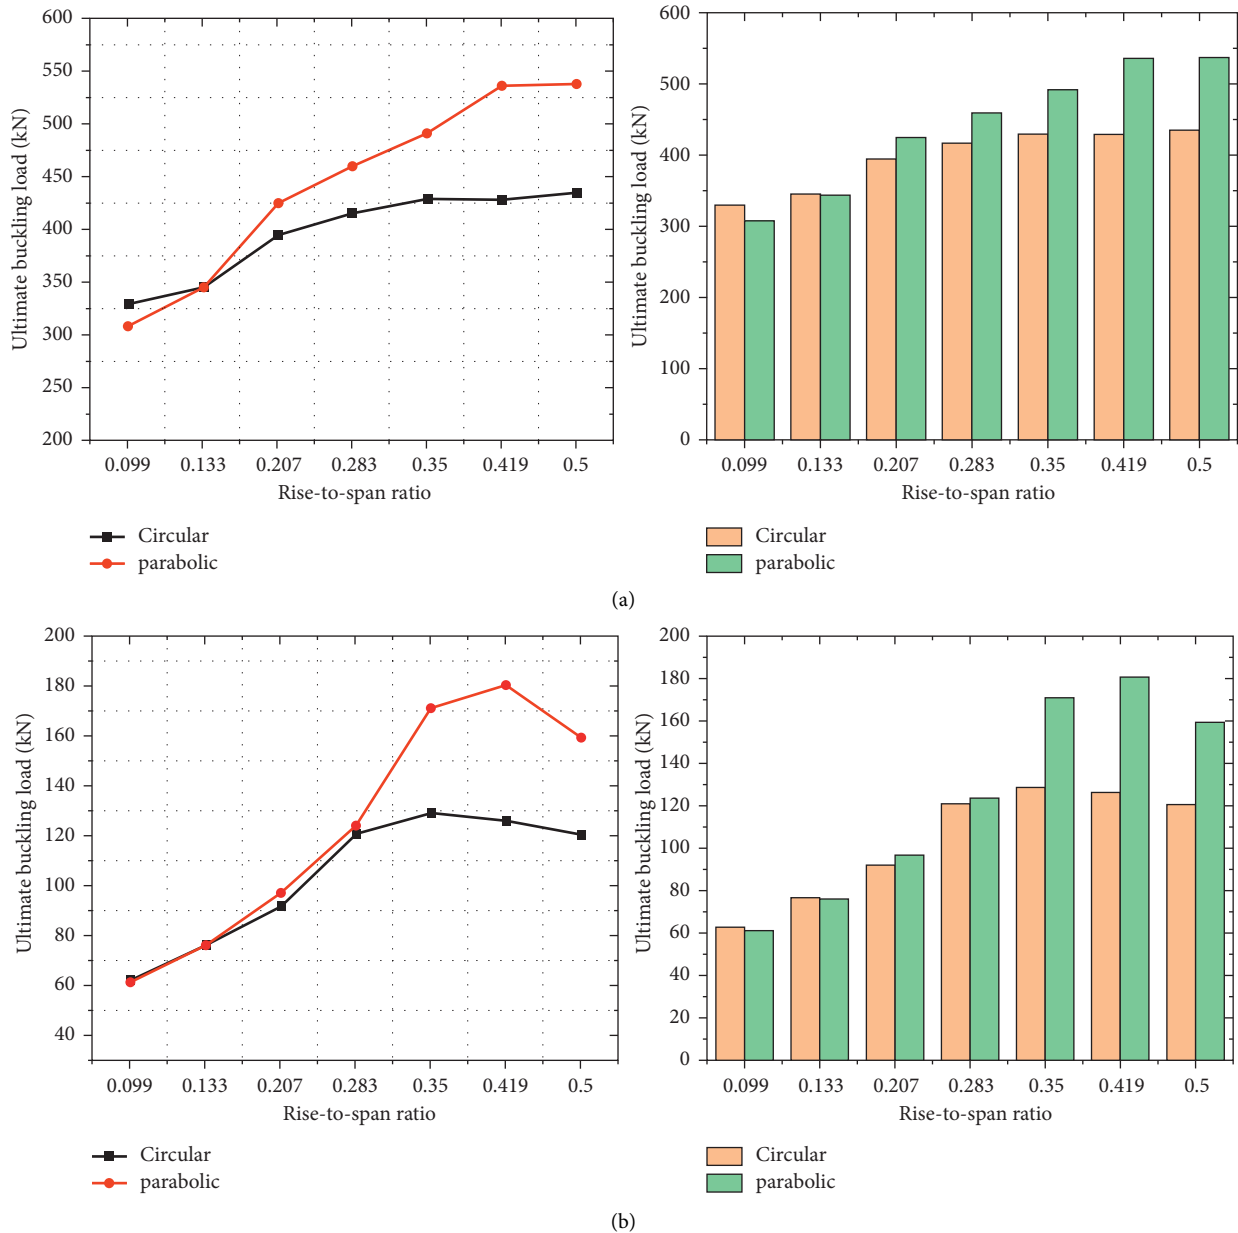 Ultimate buckling load (kN)
600
550
500
450
400
350
300
250
200
0.099 0.133 0.207 0.283 0.35 0.419 0.5
Rise-to-span ratio
Circular
parabolic
Ultimate buckling load (kN)
600
500
400
300
200
100
0
0.099 0.133 0.207 0.283 0.35 0.419 0.5
Rise-to-span ratio
Circular
parabolic
(a)
Ultimate buckling load (kN)
200
180
160
140
120
100
80
60
40
0.099 0.133 0.207 0.283 0.35 0.419 0.5
Rise-to-span ratio
Circular
parabolic
Ultimate buckling load (kN)
200
180
160
140
120
100
80
60
40
20
0
0.099 0.133 0.207 0.283 0.35 0.419 0.5
Rise-to-span ratio
Circular
parabolic
(b)